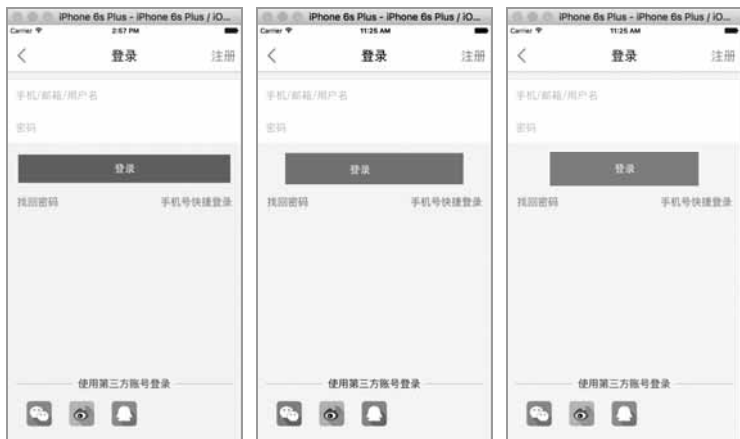 iPhone 6s Plus - iPhone 6s Plus / iO...
Carrier 2:57 PM
登录 注册
手机/邮箱/用户名
密码
登录
找回密码 手机号快捷登录
使用第三方账号登录
iPhone 6s Plus - iPhone 6s Plus / iO...
Carrier 11:25 AM
登录 注册
手机/邮箱/用户名
密码
登录
找回密码 手机号快捷登录
使用第三方账号登录
iPhone 6s Plus - iPhone 6s Plus / iO...
Carrier 11:25 AM
登录 注册
手机/邮箱/用户名
密码
登录
找回密码 手机号快捷登录
使用第三方账号登录